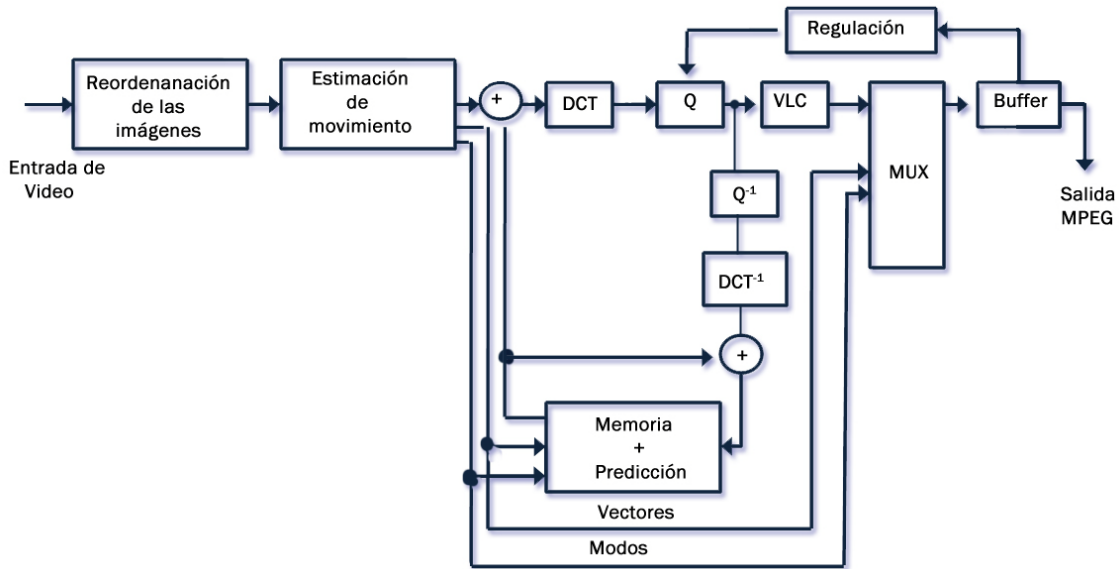 Regulación
Reordenanación
de las
imágenes
Estimación
de
movimiento
+
DCT
Q
VLC
MUX
Buffer
Entrada de
Video
Q-1
Salida
MPEG
DCT-1
+
Memoria
+
Predicción
Vectores
Modos